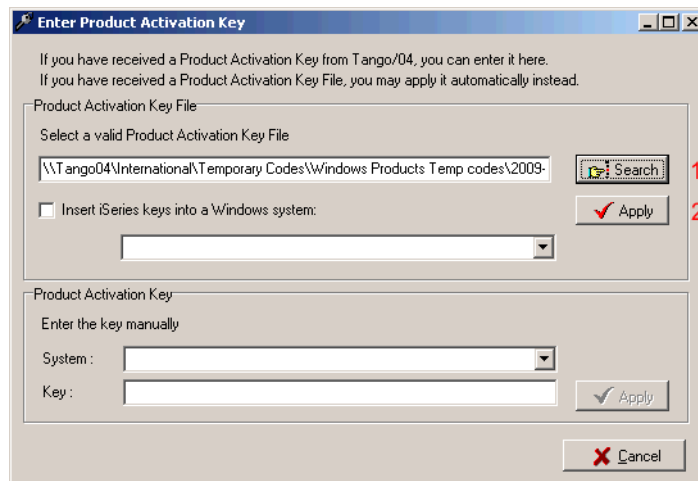 Enter Product Activation Key
If you have received a Product Activation Key from Tango/04, you can enter it here.
If you have received a Product Activation Key File, you may apply it automatically instead.
Product Activation Key File
Select a valid Product Activation Key File
\\Tango04\International\Temporary Codes\Windows Products Temp codes\2009-
Search
1
Insert iSeries keys into a Windows system:
Apply
2
Product Activation Key
Enter the key manually
System :
Key :
Apply
Cancel